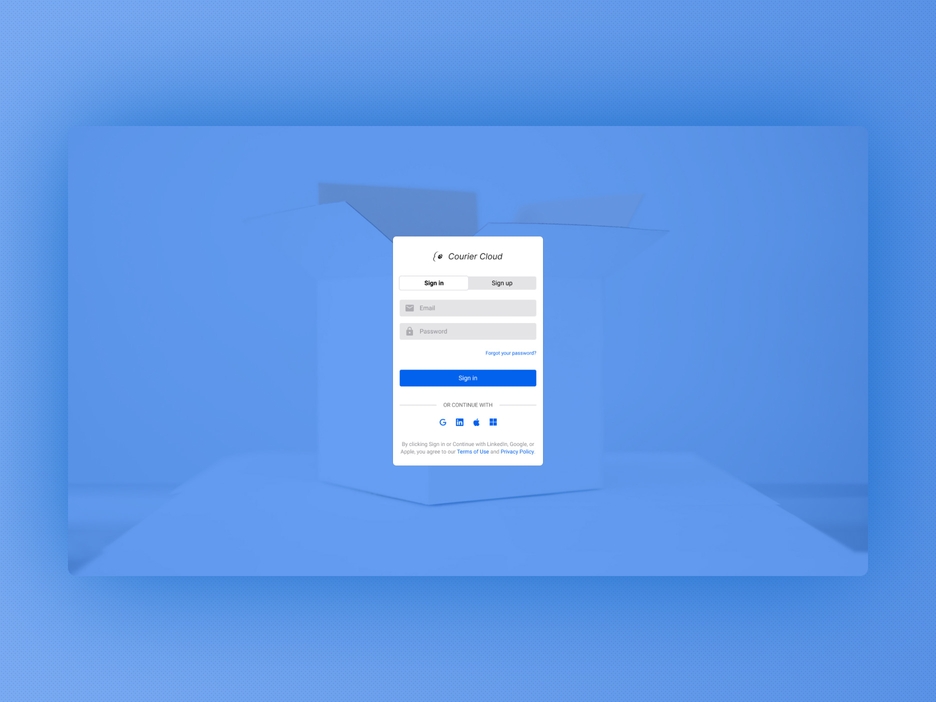 Courier Cloud
Sign in
Sign up
Email
Password
Forgot your password?
Sign in
OR CONTINUE WITH
By clicking Sign in or Continue with LinkedIn, Google, or
Apple, you agree to our Terms of Use and Privacy Policy.